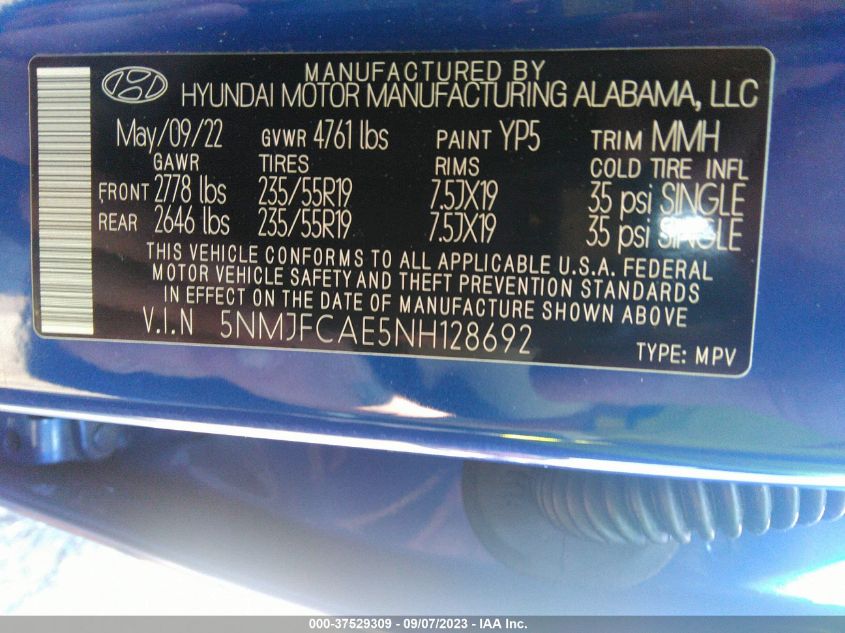 MANUFACTURED BY
HYUNDAI MOTOR MANUFACTURING ALABAMA, LLC
May/09/22 GVWR 4761 lbs PAINT YP5 TRIM MMH
GAWR TIRES RIMS COLD TIRE INFL
FRONT 2778 lbs 235/55R19 7.5JX19 35 psi SINGLE
REAR 2646 lbs 235/55R19 7.5JX19 35 psi SINGLE
THIS VEHICLE CONFORMS TO ALL APPLICABLE U.S.A. FEDERAL
MOTOR VEHICLE SAFETY AND THEFT PREVENTION STANDARDS
IN EFFECT ON THE DATE OF MANUFACTURE SHOWN ABOVE
V.I.N 5NMJFCAE5NH128692
TYPE: MPV
000-37529309 - 09/07/2023 - IAA Inc.